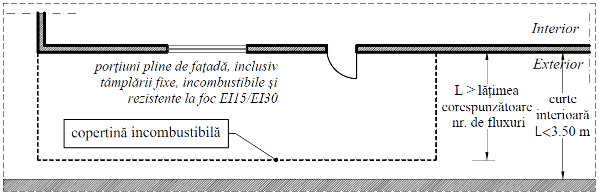 Interior
Exterior
porțiuni pline de fațadă, inclusiv
tâmplării fixe, incombustibile și
rezistente la foc EI15/EI30
copertină incombustibilă
L > lățimea
corespunzătoare
nr. de fluxuri
curte
interioară
L<3.50 m